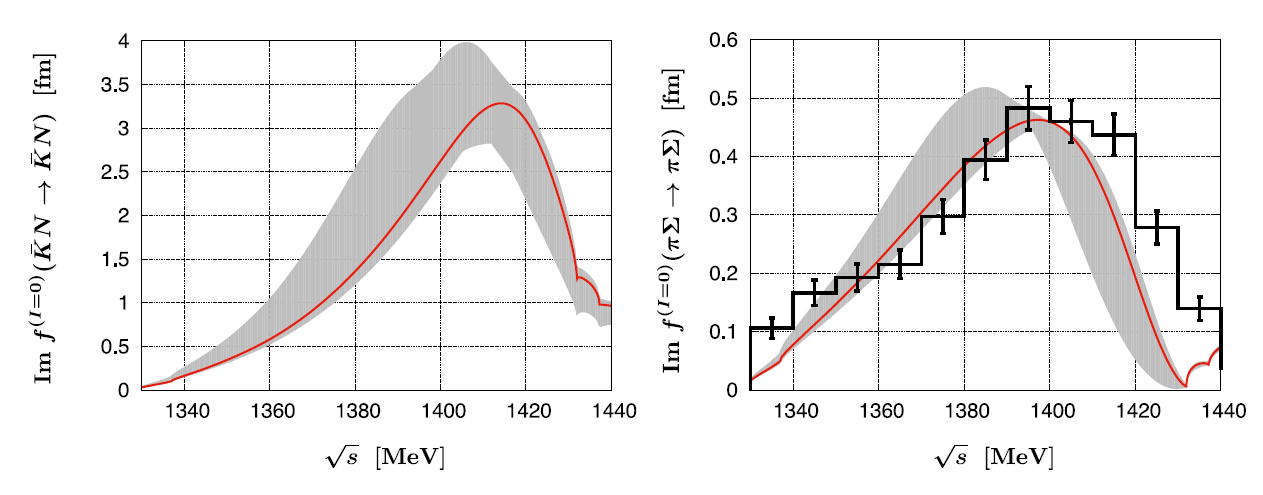 Im f^(I=0)(K̄N → K̄N) [fm]
4
3.5
3
2.5
2
1.5
1
0.5
0
1340 1360 1380 1400 1420 1440
√s [MeV]
Im f^(I=0)(πΣ → πΣ) [fm]
0.6
0.5
0.4
0.3
0.2
0.1
0
1340 1360 1380 1400 1420 1440
√s [MeV]